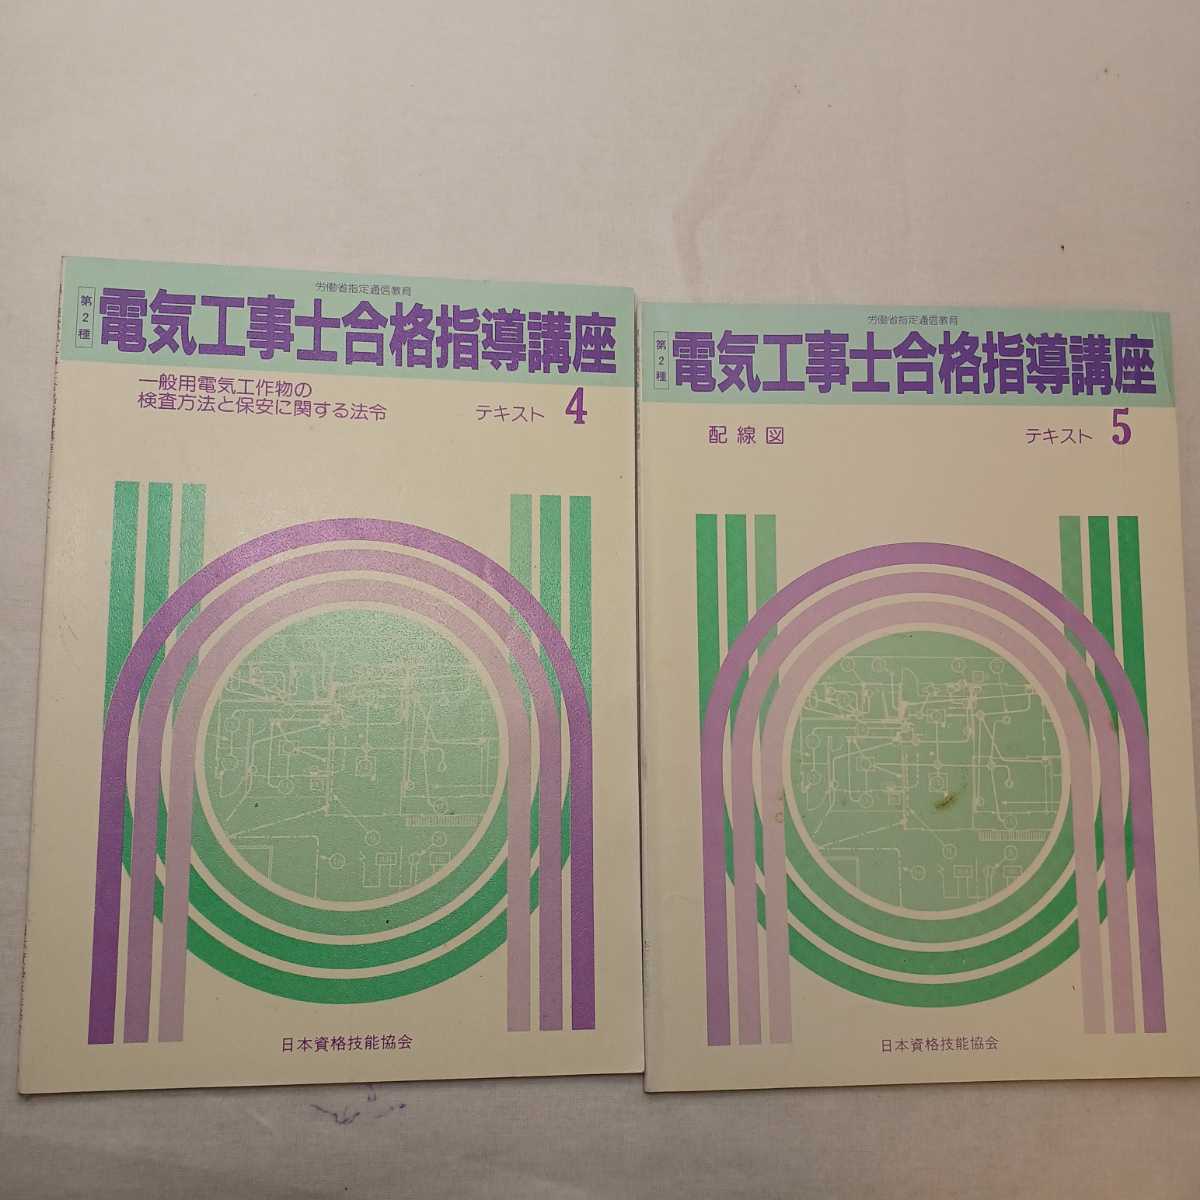 労働省指定通信教育
第2種
電気工事士合格指導講座
一般用電気工作物の
検査方法と保安に関する法令
テキスト 4
日本資格技能協会
労働省指定通信教育
第2種
電気工事士合格指導講座
配線図
テキスト 5
日本資格技能協会